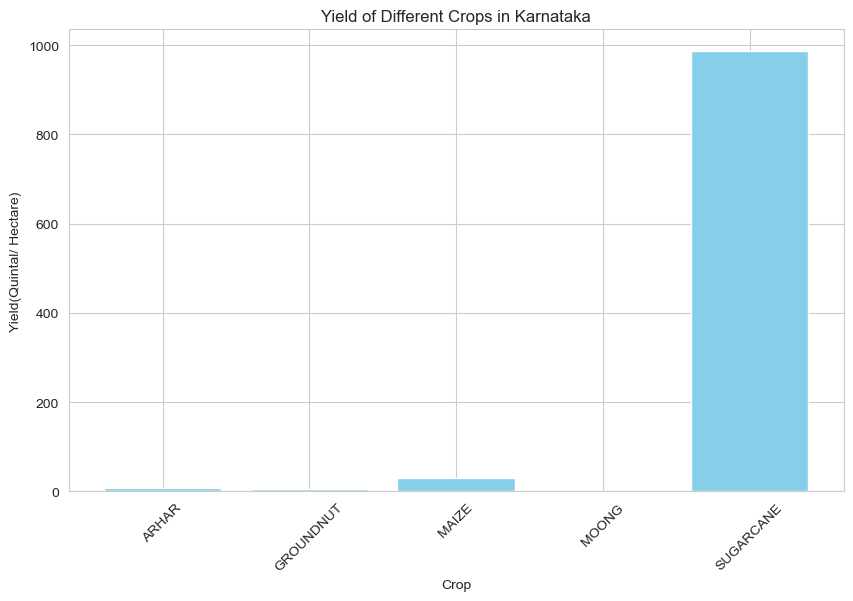 Yield of Different Crops in Karnataka
Yield(Quintal/ Hectare)
1000
800
600
400
200
0
ARHAR
GROUNDNUT
MAIZE
MOONG
SUGARCANE
Crop